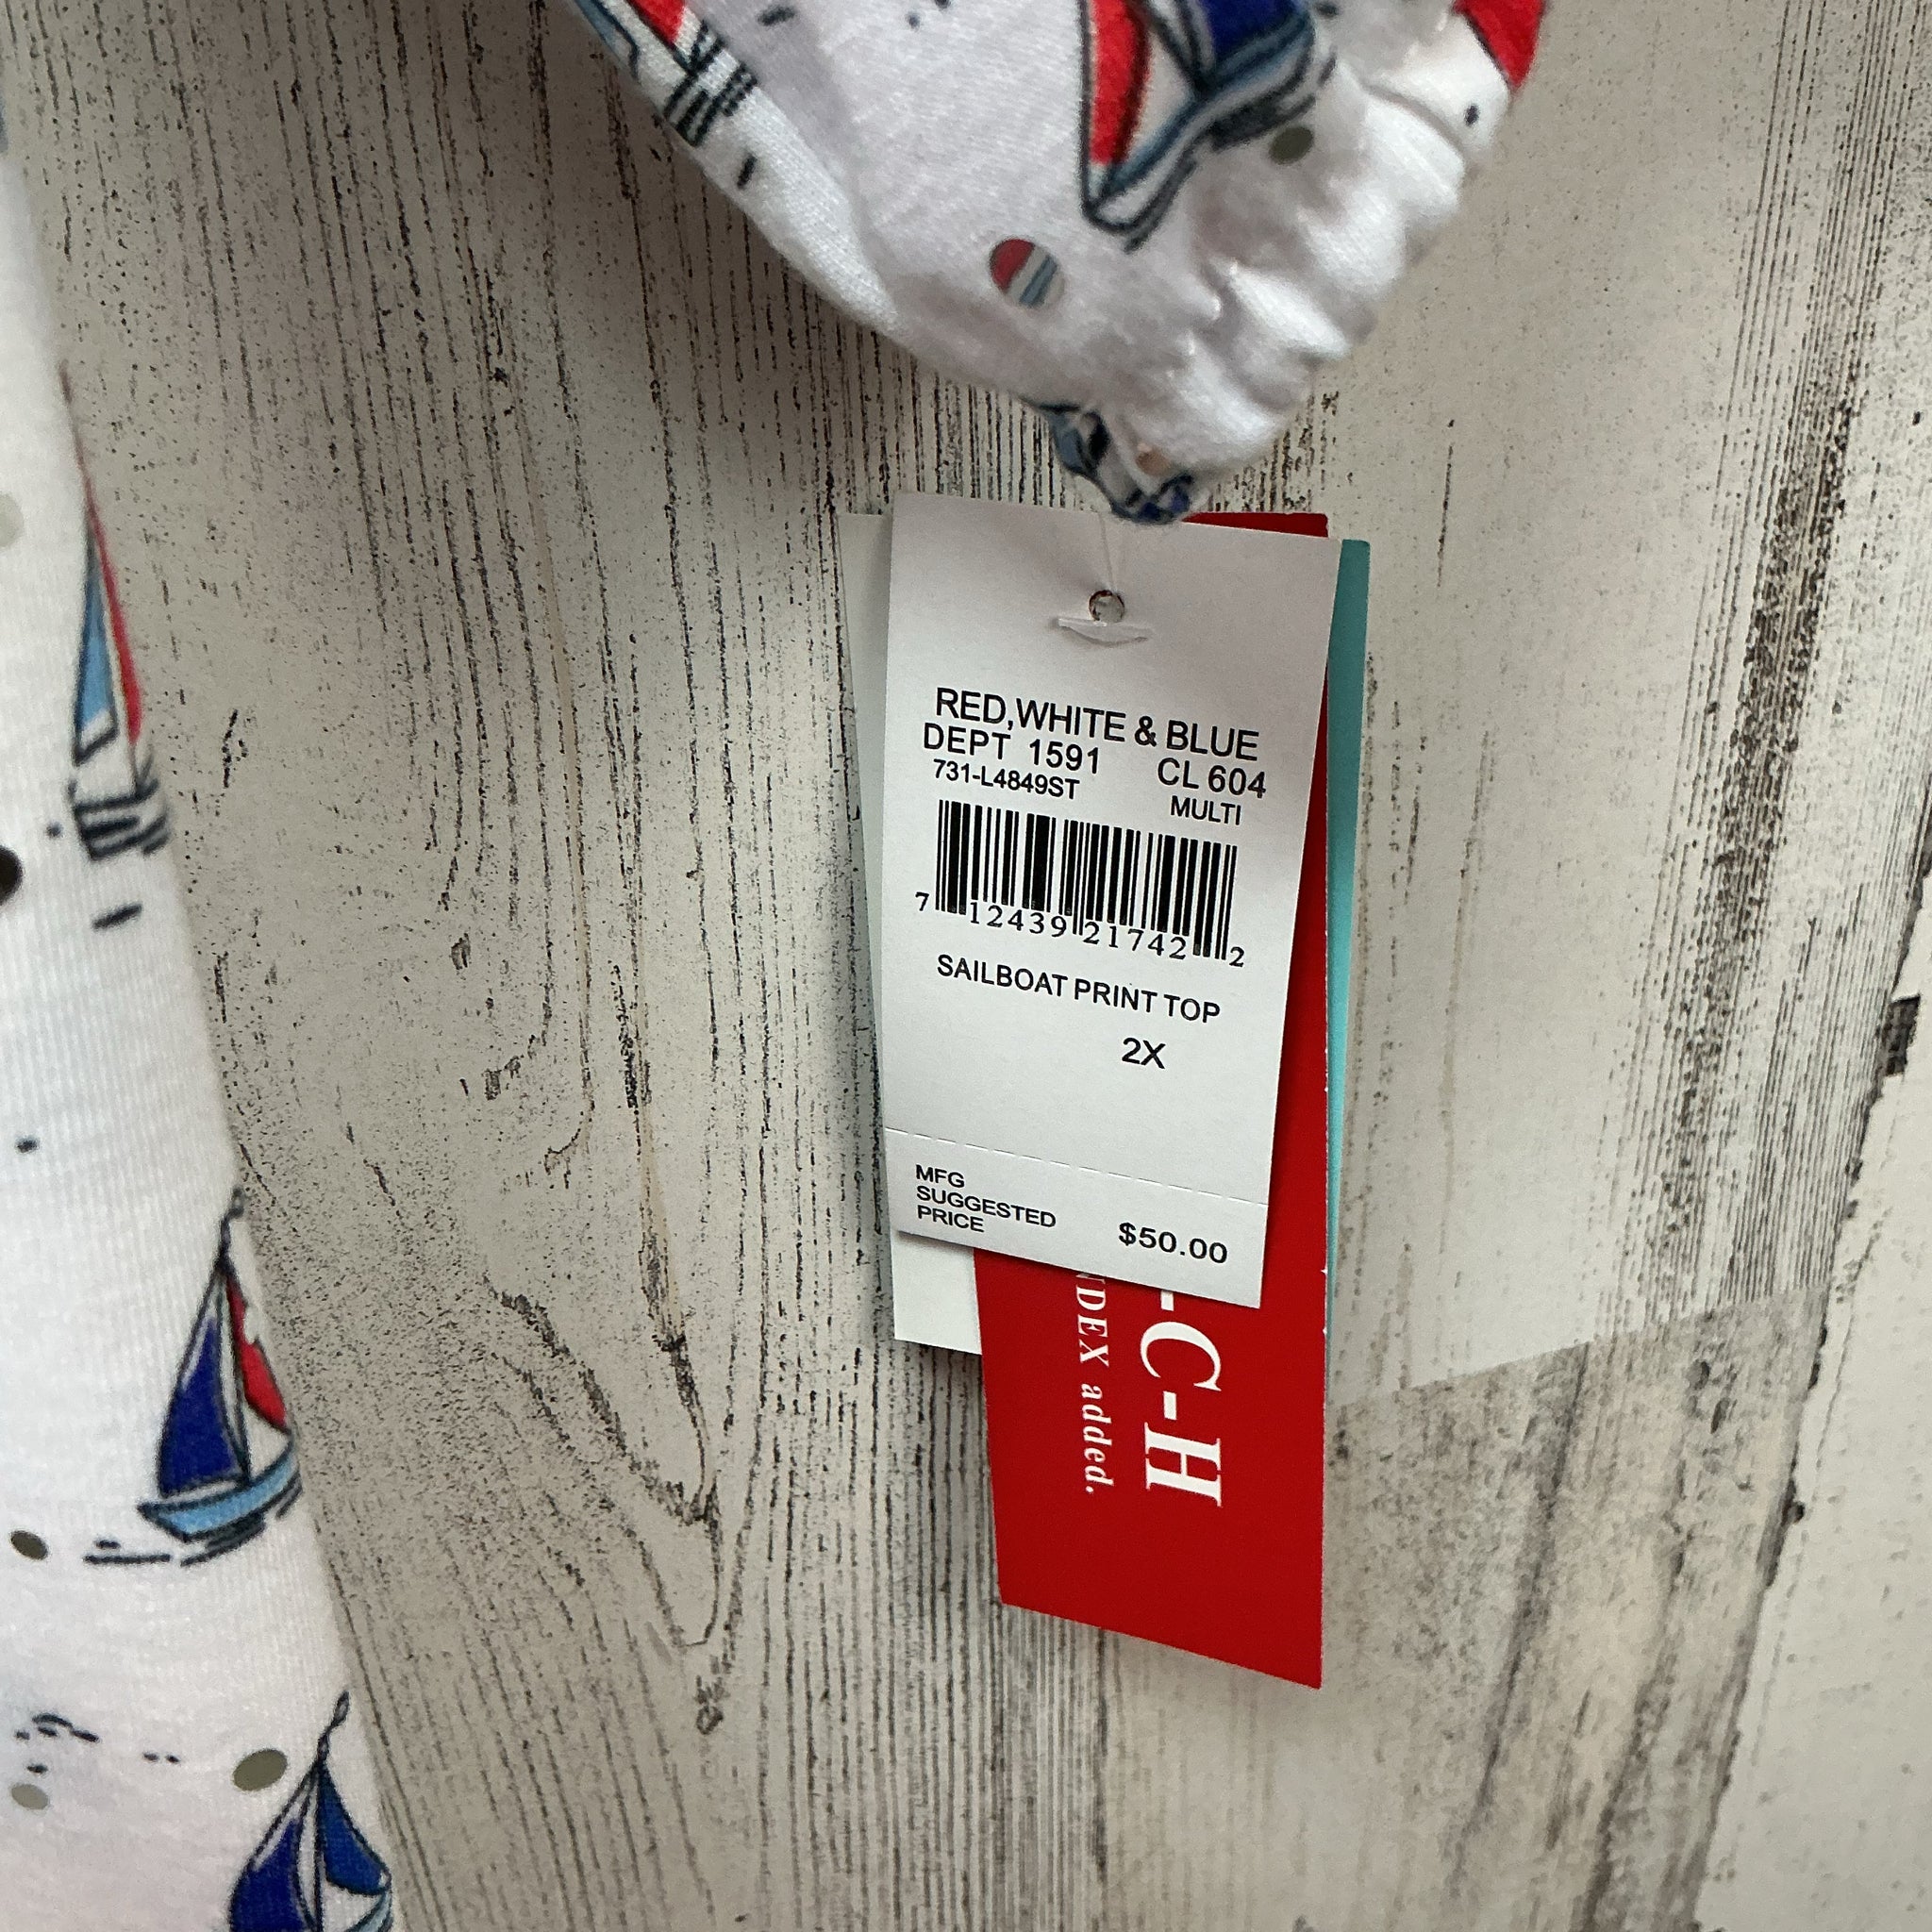 RED,WHITE & BLUE
DEPT 1591 CL 604
731-L4849ST MULTI
7 12439 21742 2
SAILBOAT PRINT TOP
2X
MFG
SUGGESTED
PRICE $50.00
-C-H
added.